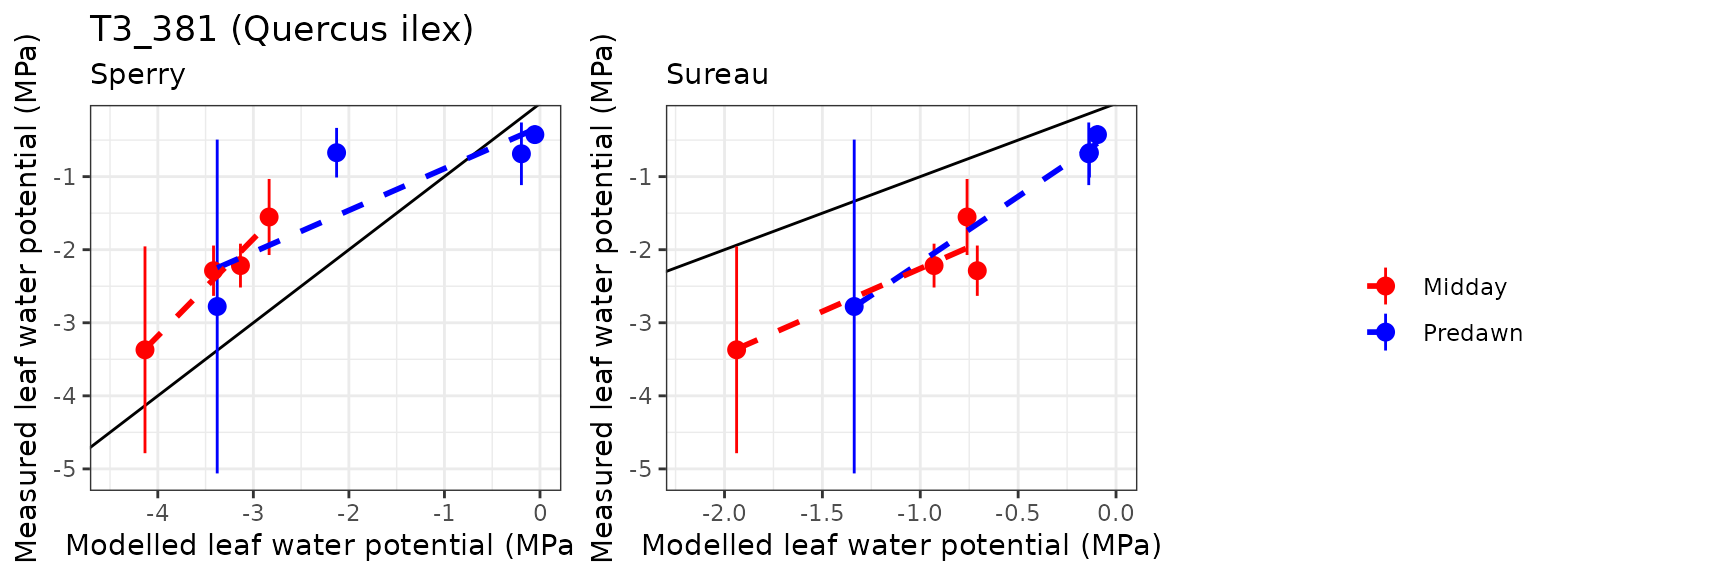 T3_381 (Quercus ilex)
Sperry
Measured leaf water potential (MPa)
-1
-2
-3
-4
-5
-4 -3 -2 -1 0
Modelled leaf water potential (MPa
Sureau
Measured leaf water potential (MPa)
-1
-2
-3
-4
-5
-2.0 -1.5 -1.0 -0.5 0.0
Modelled leaf water potential (MPa)
Midday
Predawn